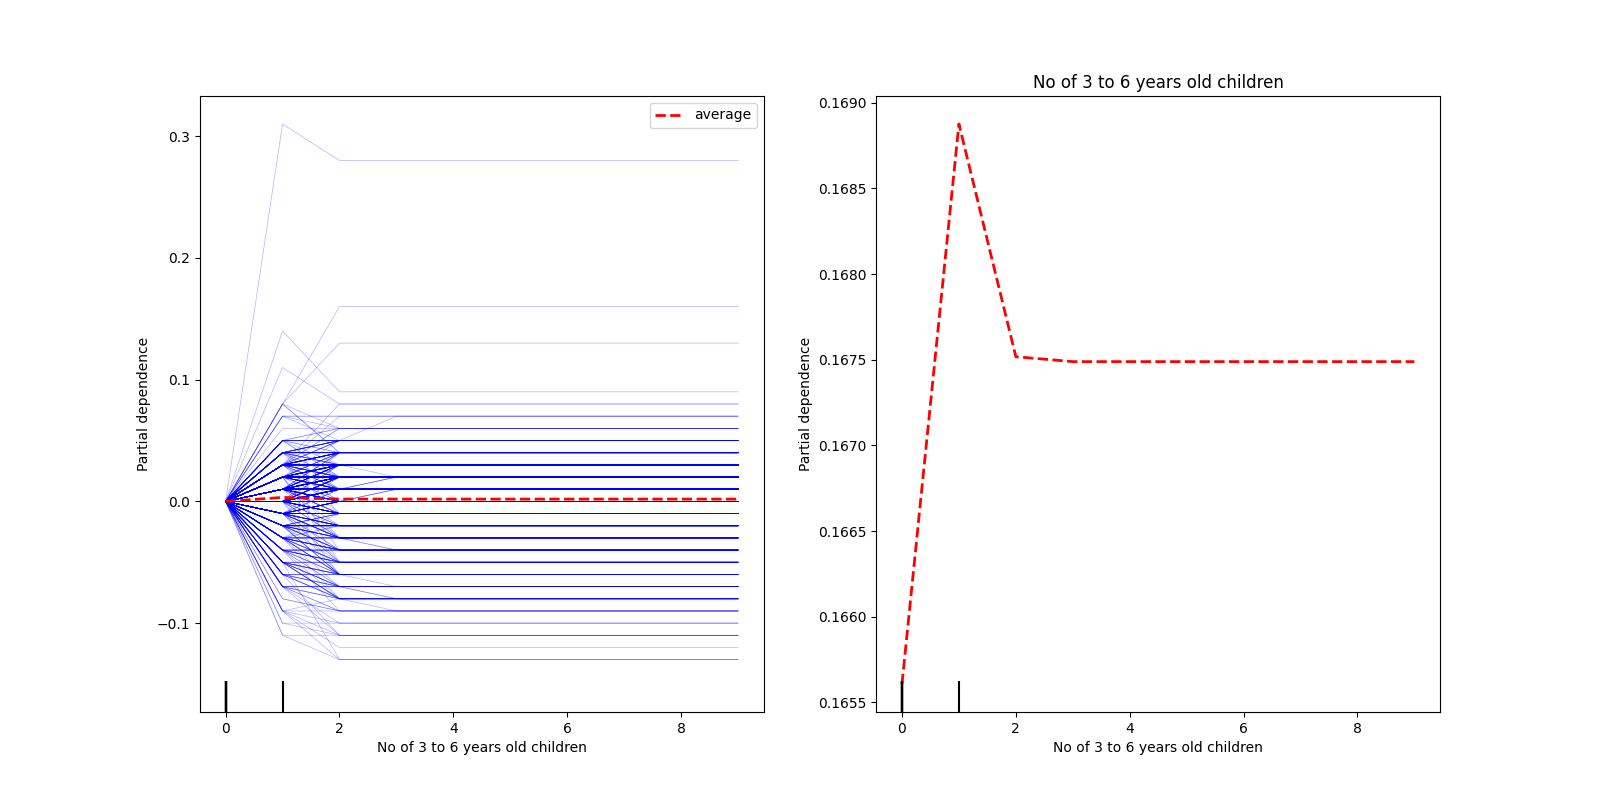 No of 3 to 6 years old children
average
0.3
0.2
0.1
0.0
−0.1
Partial dependence
0 2 4 6 8
No of 3 to 6 years old children
0.1690
0.1685
0.1680
0.1675
0.1670
0.1665
0.1660
0.1655
Partial dependence
0 2 4 6 8
No of 3 to 6 years old children